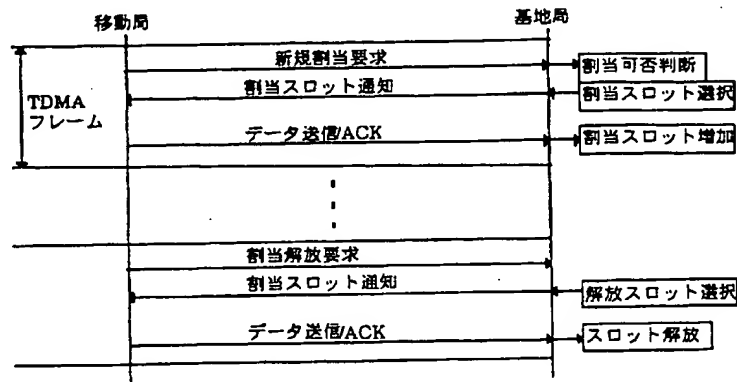 移動局
基地局
新規割当要求
割当可否判断
割当スロット通知
割当スロット選択
TDMA
フレーム
データ送信/ACK
割当スロット増加
割当解放要求
割当スロット通知
解放スロット選択
データ送信/ACK
スロット解放